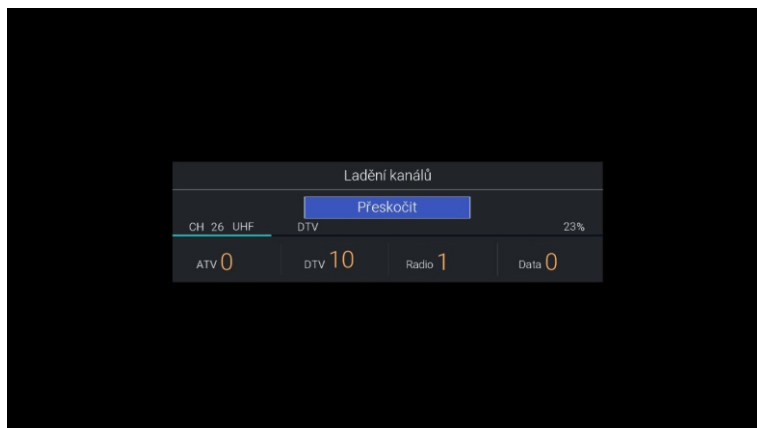 Ladění kanálů
Přeskočit
CH 26 UHF DTV 23%
ATV 0 DTV 10 Radio 1 Data 0